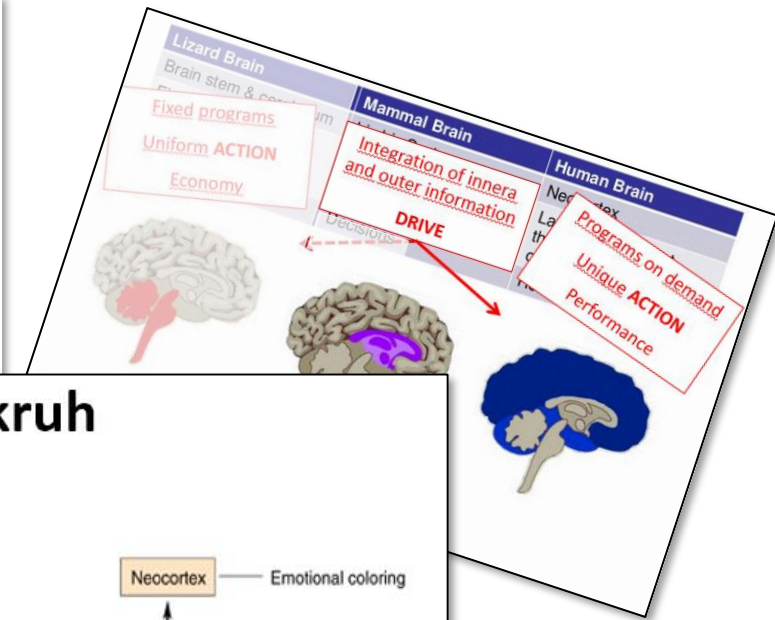 Lizard Brain
Brain stem &
Fixed programs
Uniform ACTION
Economy
Mammal Brain
Integration of innera
and outer information
DRIVE
Decisions
Human Brain
Programs on demand
Unique ACTION
Performance
kruh
Neocortex
Emotional coloring